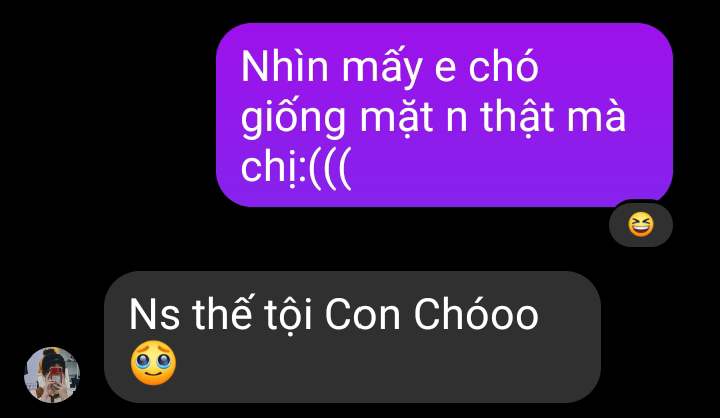 Nhìn mấy e chó
giống mặt n thật mà
chị:(((
Ns thế tội Con Chóoo
🥹